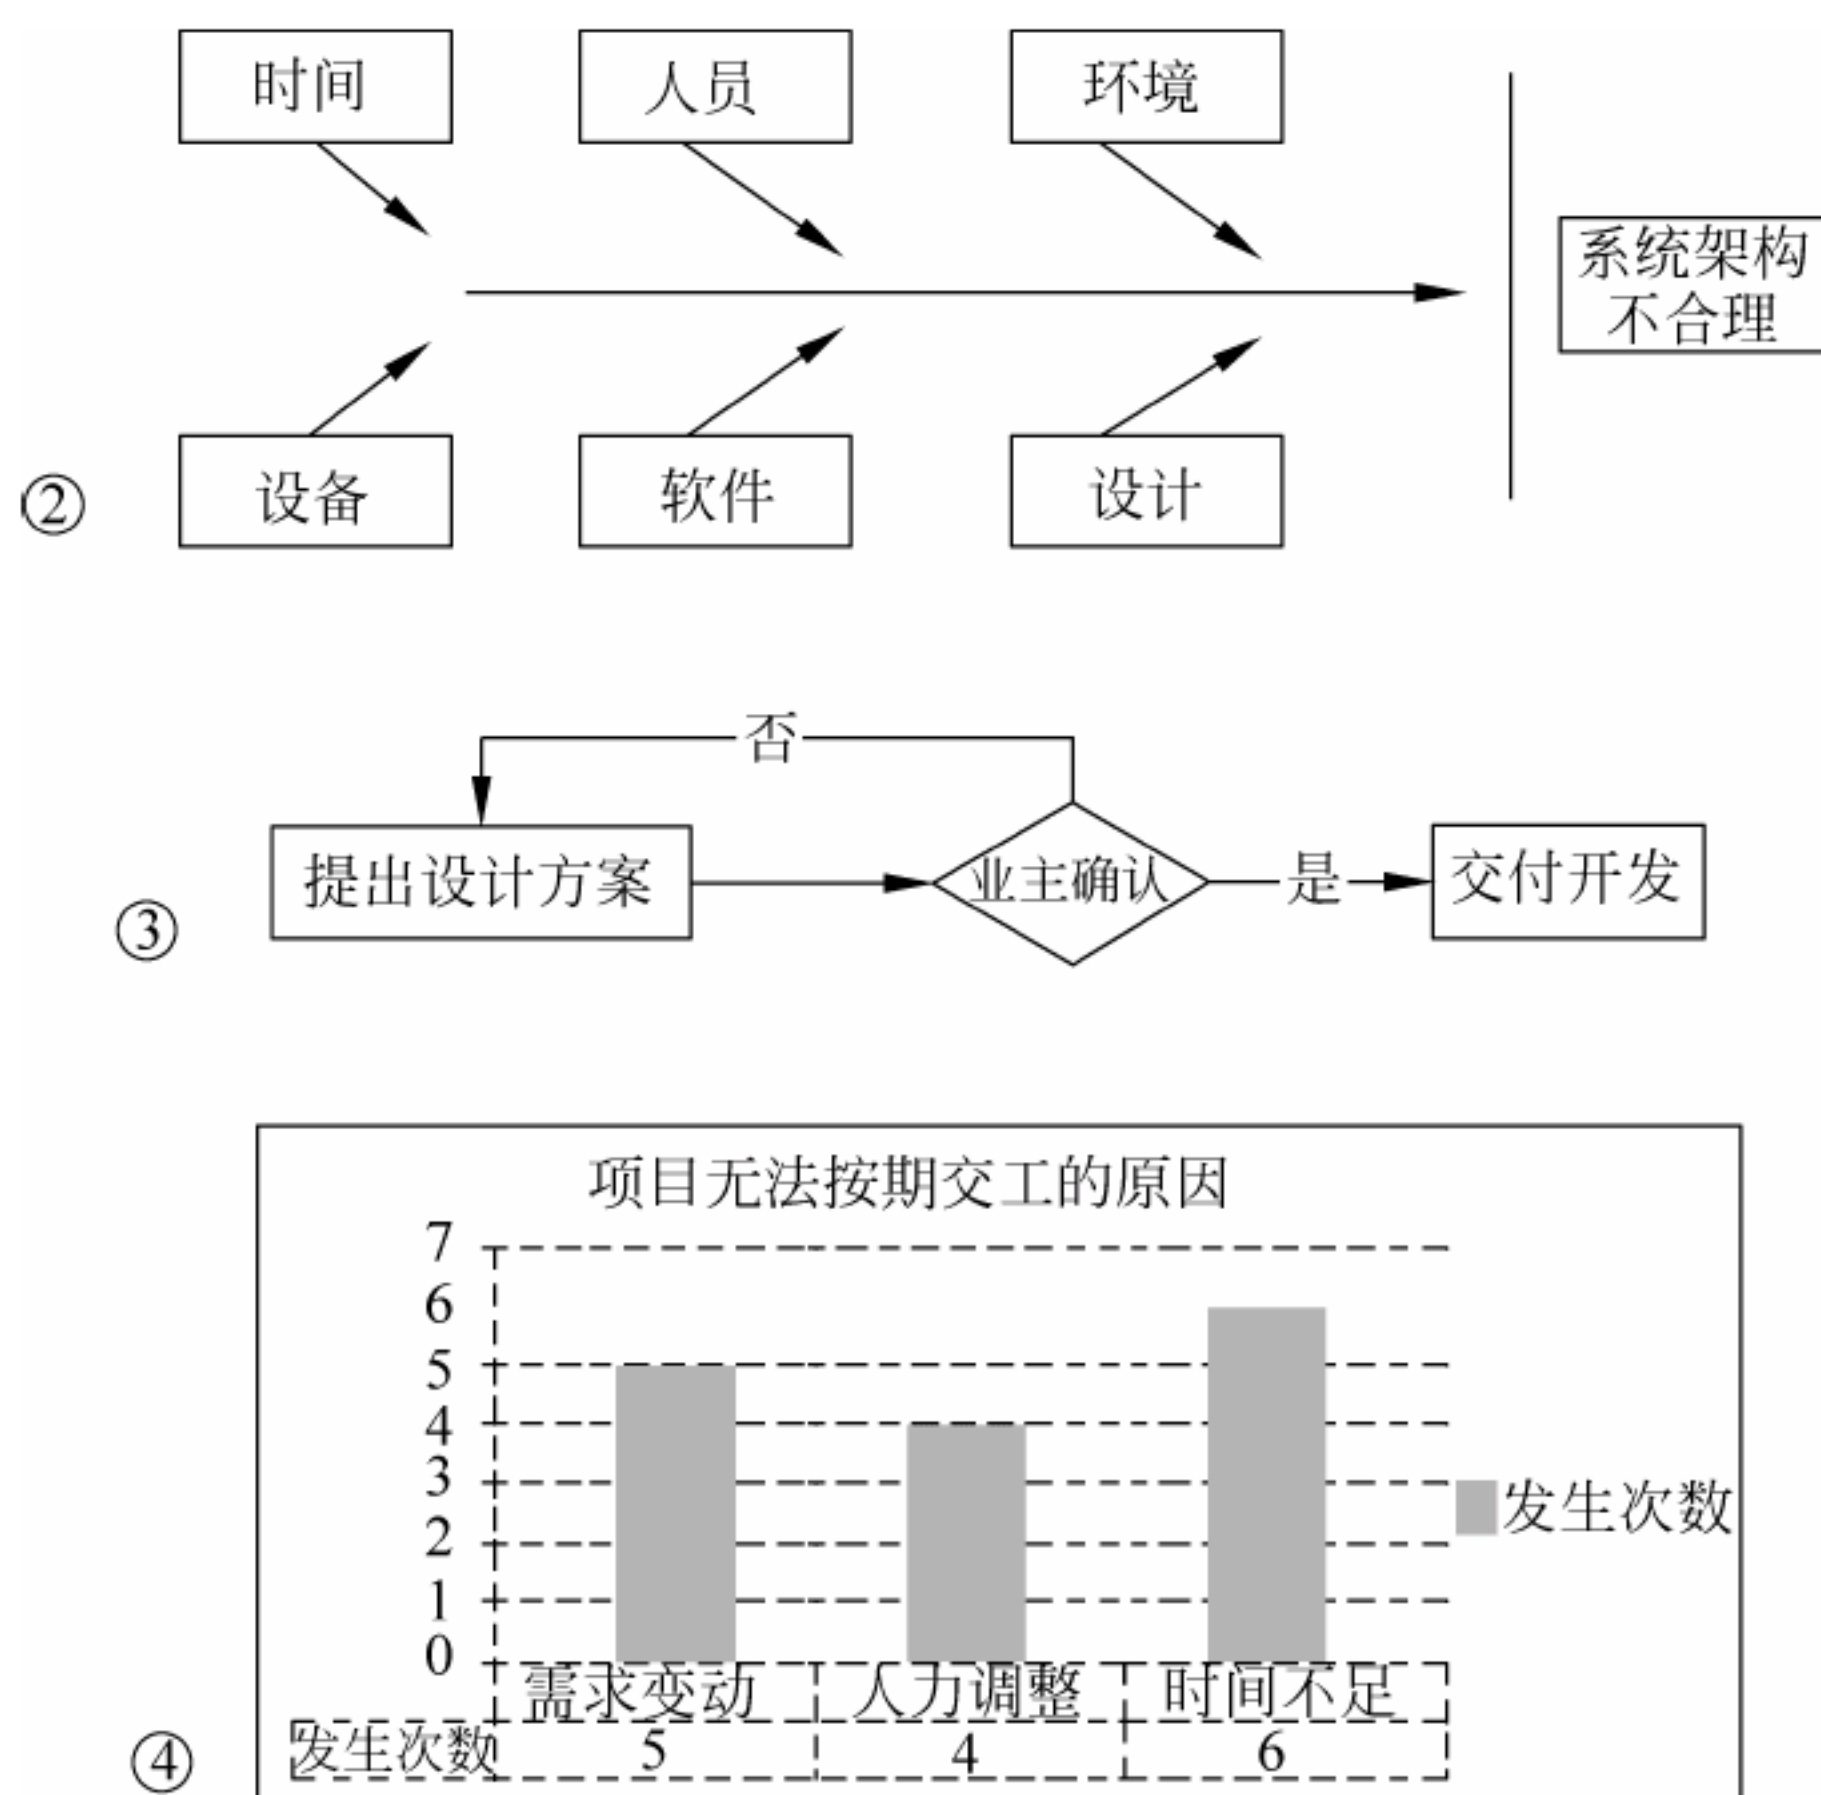 时间
人员
环境
系统架构
不合理
设备
软件
设计
②
否
提出设计方案
业主确认
是
交付开发
③
项目无法按期交工的原因
7
6
5
4
3
2
1
0
发生次数
需求变动 人力调整 时间不足
发生次数 5 4 6
④